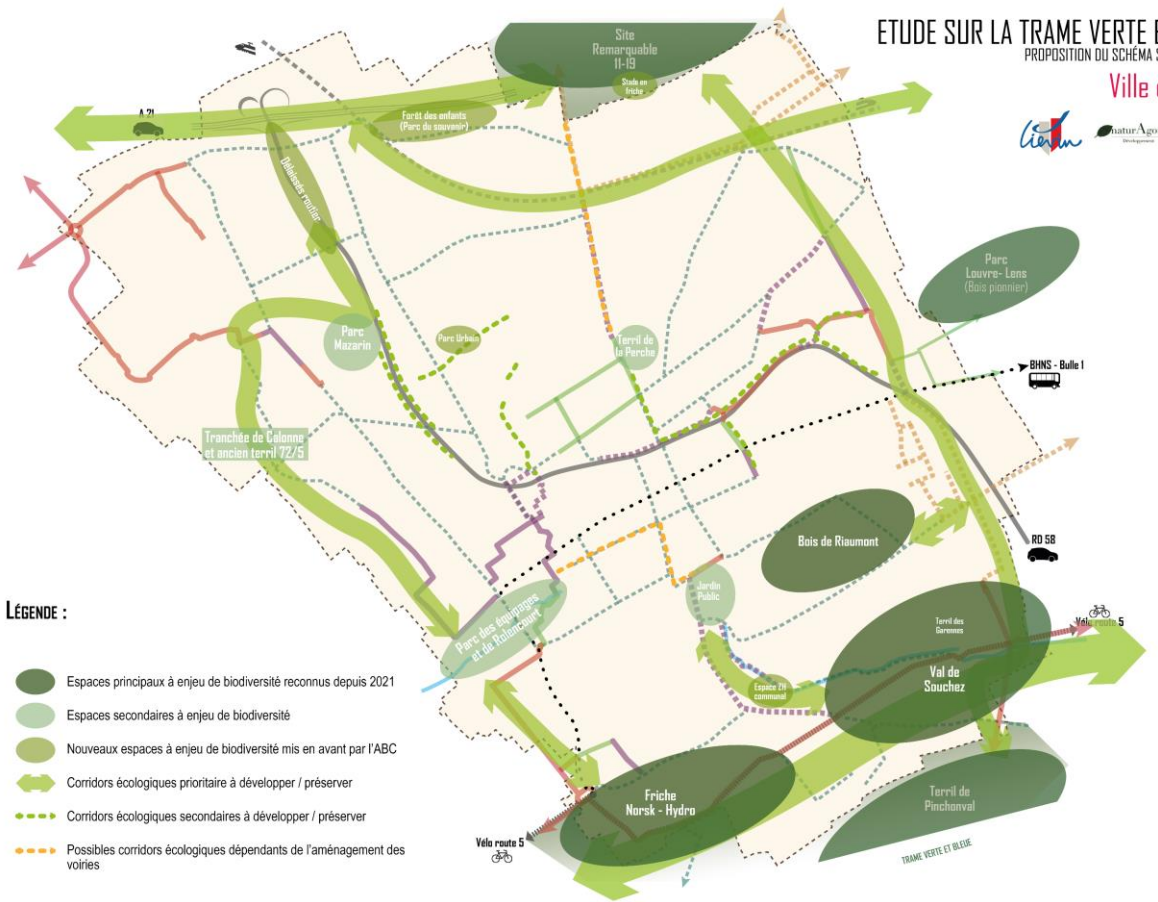 ETUDE SUR LA TRAME VERTE E
PROPOSITION DU SCHÉMA S
Ville
Liévin
naturAgo
Développement
Site
Remarquable
11-19
Stade en
friche
A 21
Forêt des enfants
(Parc du souvenir)
Délaissés routier
Parc
Louvre- Lens
(Bois pionnier)
Parc
Mazarin
Parc Urbain
Terril de
la Perche
BHNS - Bulle 1
Tranchée de Calonne
et ancien terril 72/5
Bois de Riaumont
RD 58
Jardin
Public
Parc des équipages
et de Rolencourt
Terril des
Garennes
Vélo route 5
Val de
Souchez
Espace Zn
communal
Friche
Norsk - Hydro
Terril de
Pinchonval
Vélo route 5
TRAME VERTE ET BLEUE
LÉGENDE :
Espaces principaux à enjeu de biodiversité reconnus depuis 2021
Espaces secondaires à enjeu de biodiversité
Nouveaux espaces à enjeu de biodiversité mis en avant par l'ABC
Corridors écologiques prioritaire à développer / préserver
Corridors écologiques secondaires à développer / préserver
Possibles corridors écologiques dépendants de l'aménagement des
voiries